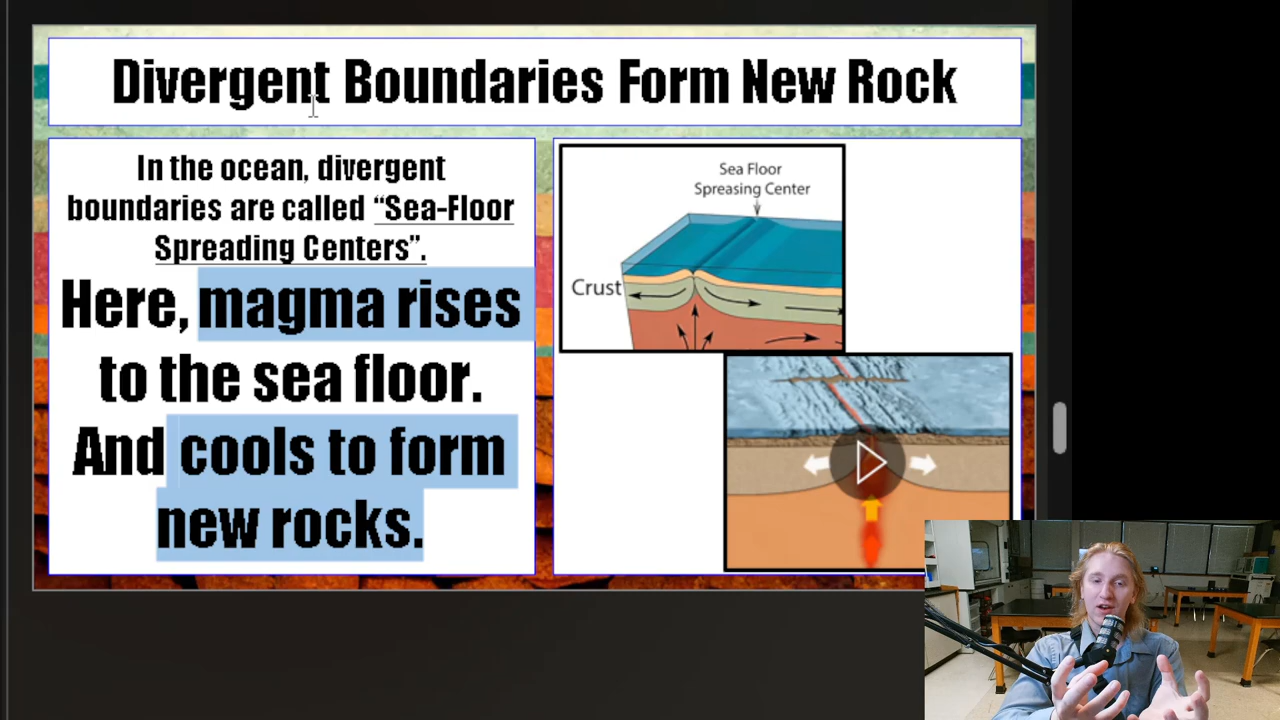 Divergent Boundaries Form New Rock
In the ocean, divergent
boundaries are called “Sea-Floor
Spreading Centers”.
Here, magma rises
to the sea floor.
And cools to form
new rocks.
Sea Floor
Spreasing Center
Crust